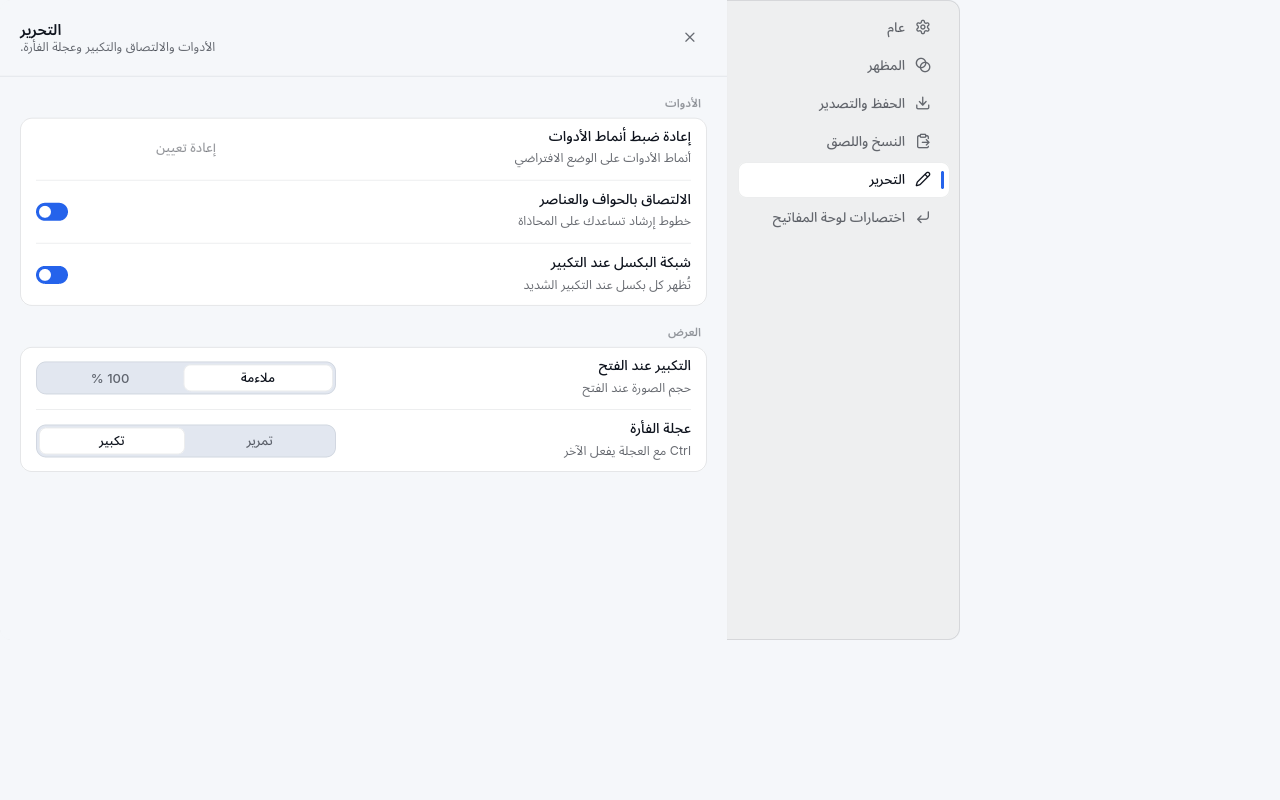 عام
المظهر
الحفظ والتصدير
النسخ واللصق
التحرير
اختصارات لوحة المفاتيح
التحرير
الأدوات والالتصاق والتكبير وعجلة الفأرة.
الأدوات
إعادة ضبط أنماط الأدوات
أنماط الأدوات على الوضع الافتراضي
إعادة تعيين
الالتصاق بالحواف والعناصر
خطوط إرشاد تساعدك على المحاذاة
شبكة البكسل عند التكبير
تُظهر كل بكسل عند التكبير الشديد
العرض
التكبير عند الفتح
حجم الصورة عند الفتح
ملاءمة
100 %
عجلة الفأرة
Ctrl مع العجلة يفعل الآخر
تمرير
تكبير